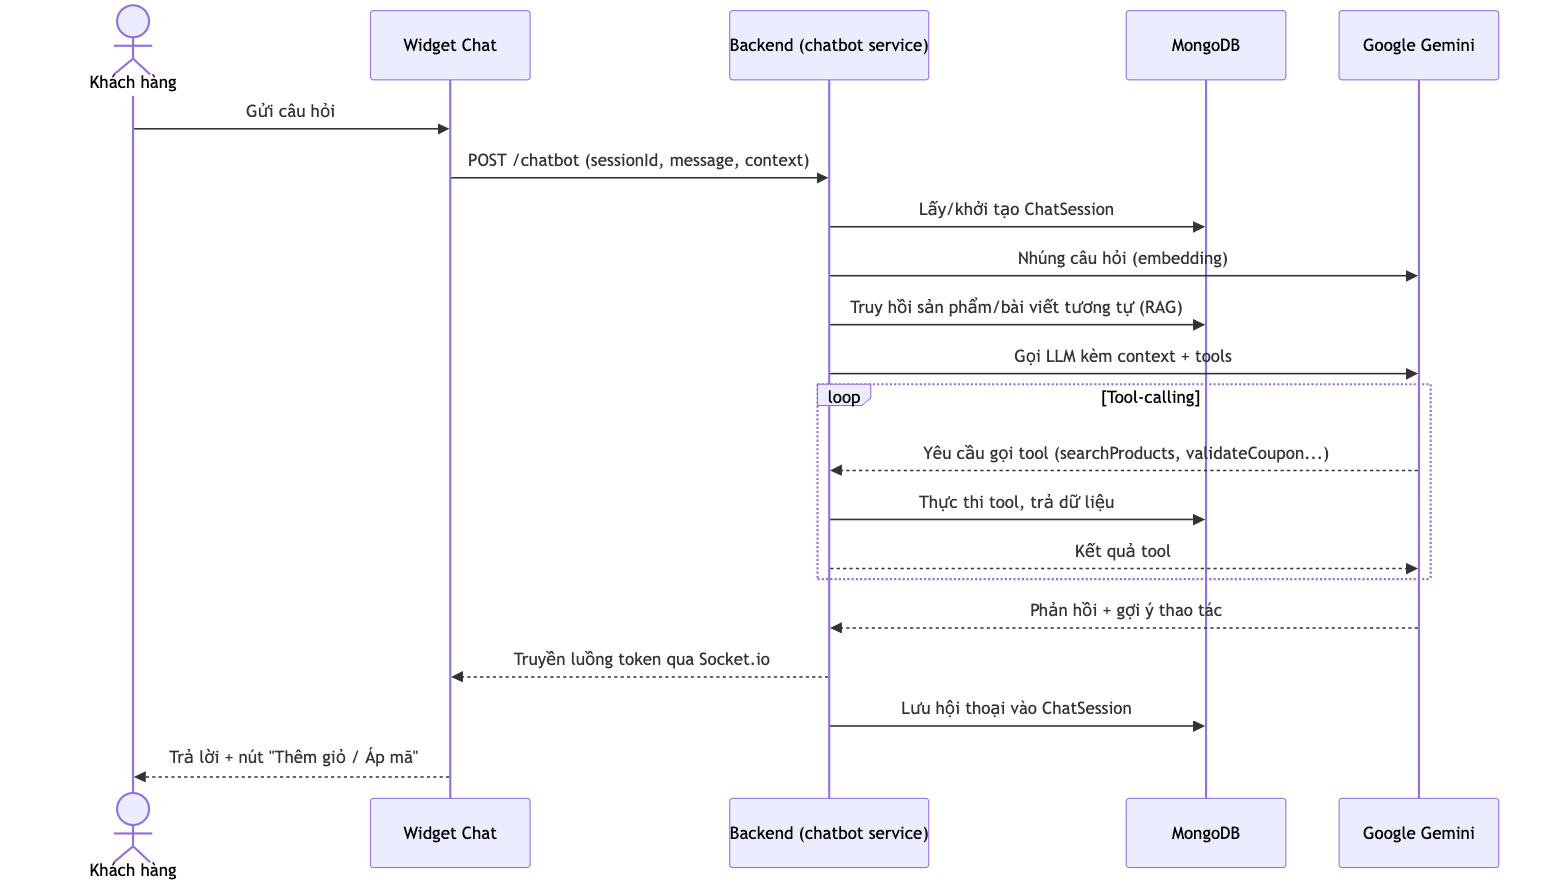 Khách hàng
Widget Chat
Backend (chatbot service)
MongoDB
Google Gemini
Gửi câu hỏi
POST /chatbot (sessionId, message, context)
Lấy/khởi tạo ChatSession
Nhúng câu hỏi (embedding)
Truy hồi sản phẩm/bài viết tương tự (RAG)
Gọi LLM kèm context + tools
loop
[Tool-calling]
Yêu cầu gọi tool (searchProducts, validateCoupon...)
Thực thi tool, trả dữ liệu
Kết quả tool
Phản hồi + gợi ý thao tác
Truyền luồng token qua Socket.io
Lưu hội thoại vào ChatSession
Trả lời + nút "Thêm giỏ / Áp mã"
Khách hàng
Widget Chat
Backend (chatbot service)
MongoDB
Google Gemini